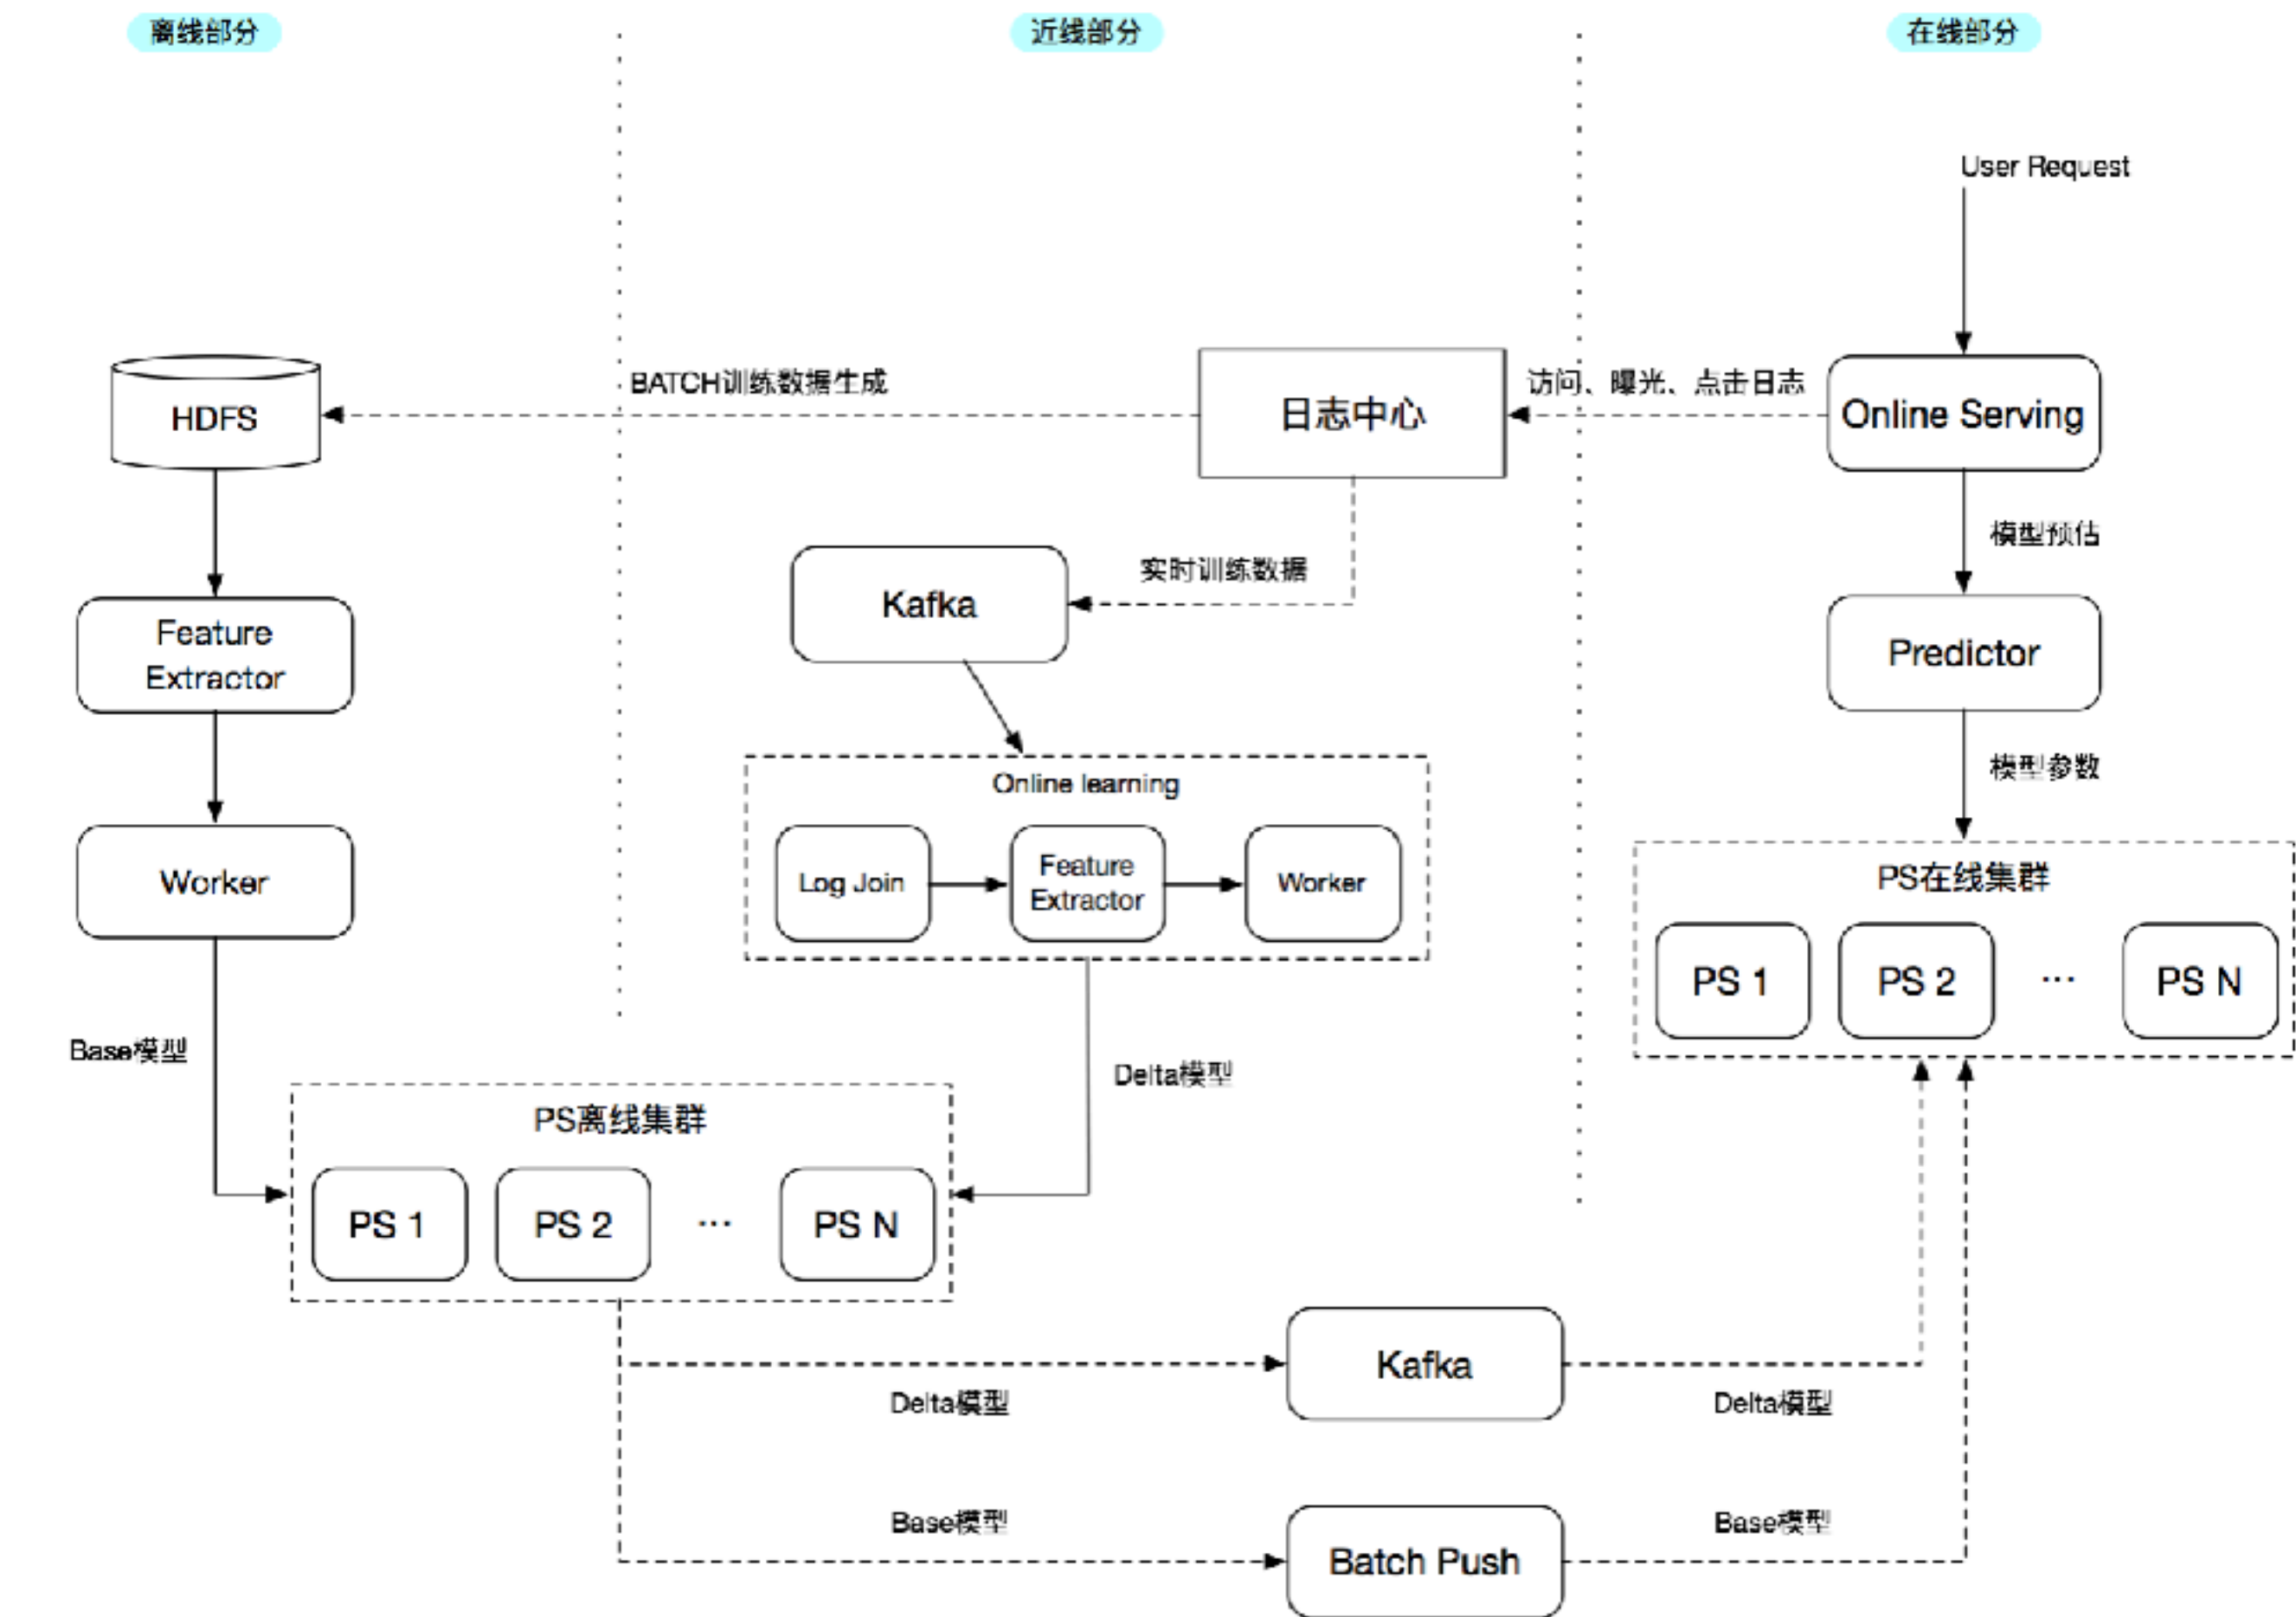 离线部分
近线部分
在线部分
User Request
HDFS
BATCH训练数据生成
日志中心
访问、曝光、点击日志
Online Serving
模型预估
Kafka
实时训练数据
Feature
Extractor
Predictor
模型参数
Online learning
Worker
Log Join
Feature
Extractor
Worker
PS在线集群
PS 1
PS 2
...
PS N
Base模型
Delta模型
PS离线集群
PS 1
PS 2
...
PS N
Kafka
Delta模型
Delta模型
Base模型
Base模型
Batch Push